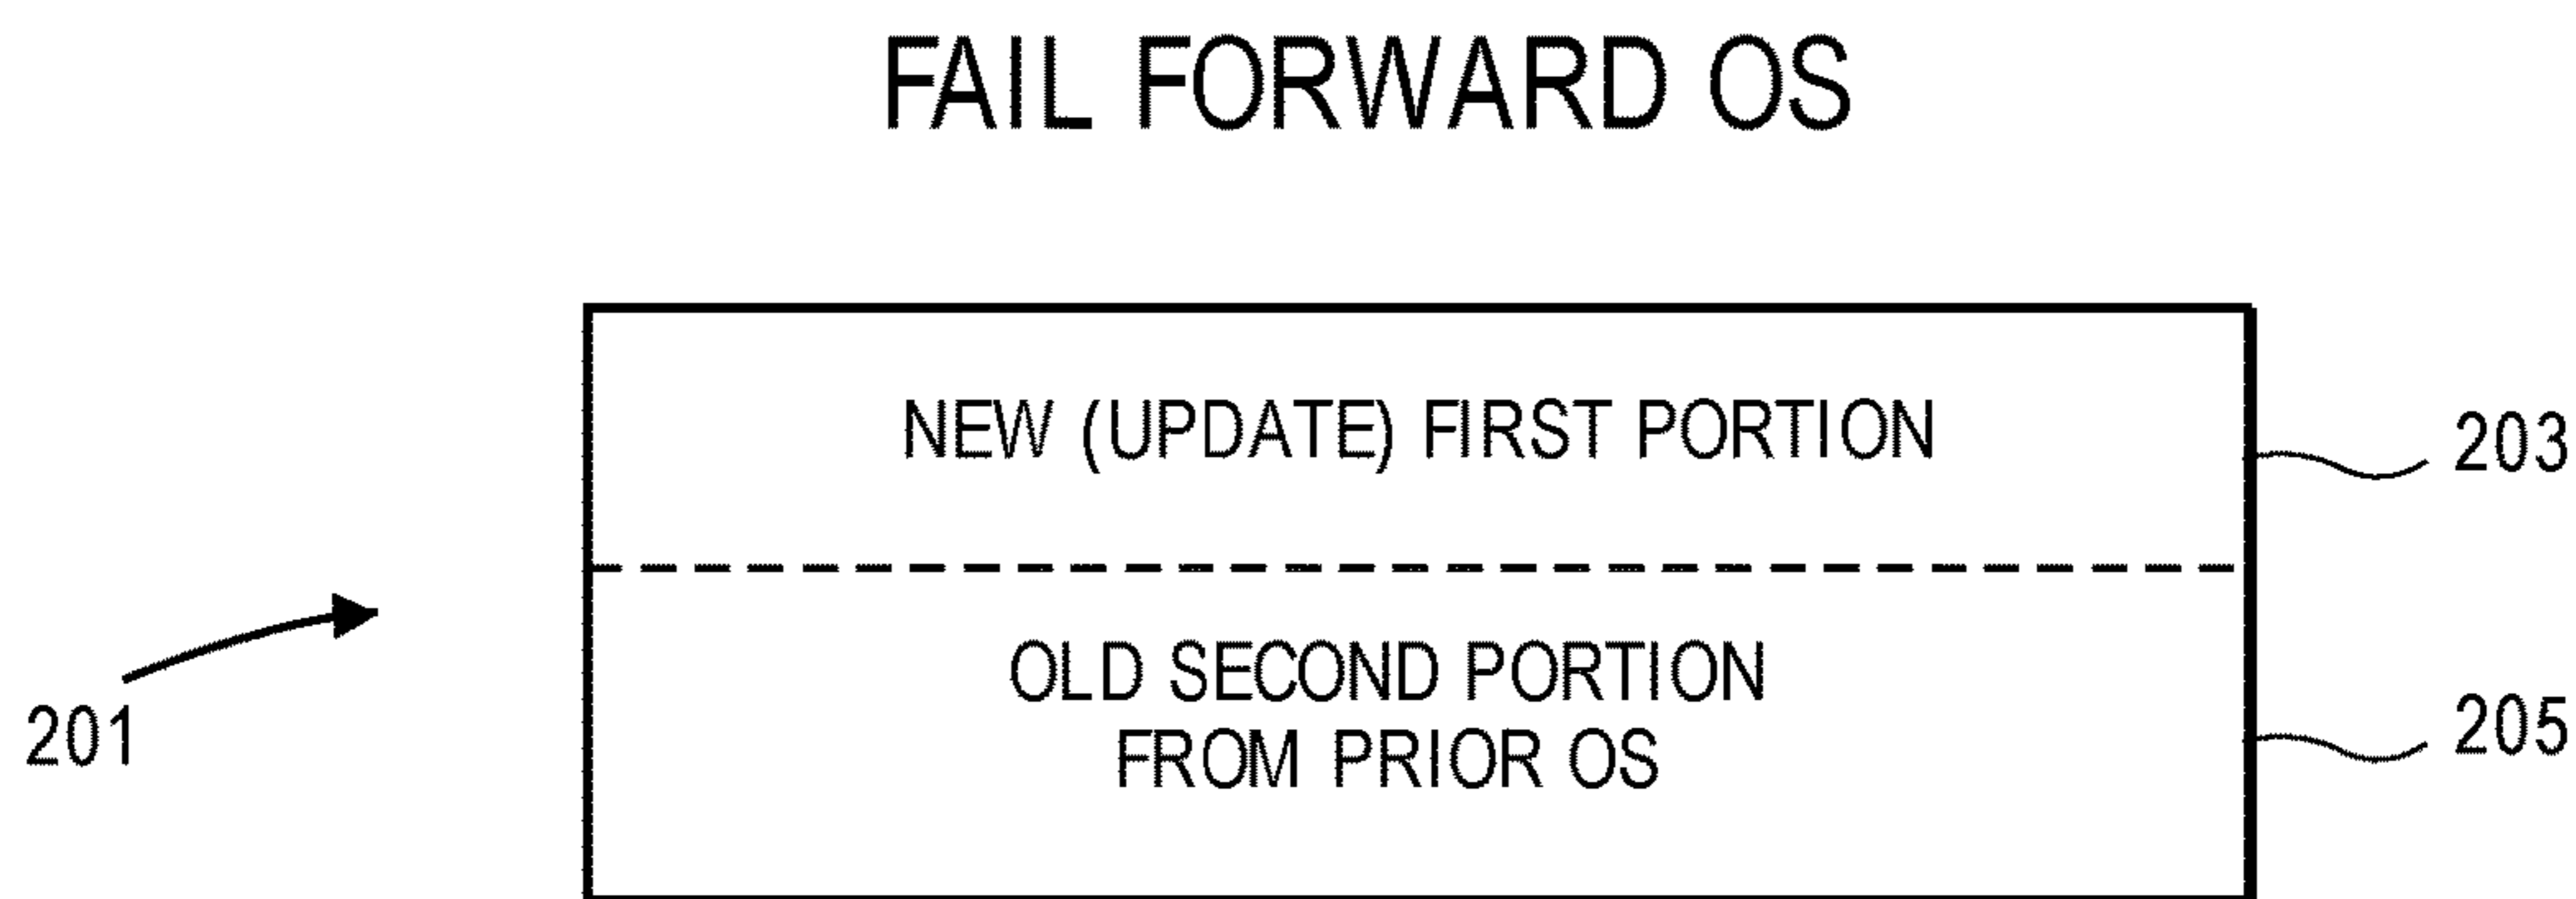 FAIL FORWARD OS
NEW (UPDATE) FIRST PORTION
203
OLD SECOND PORTION
FROM PRIOR OS
201
205